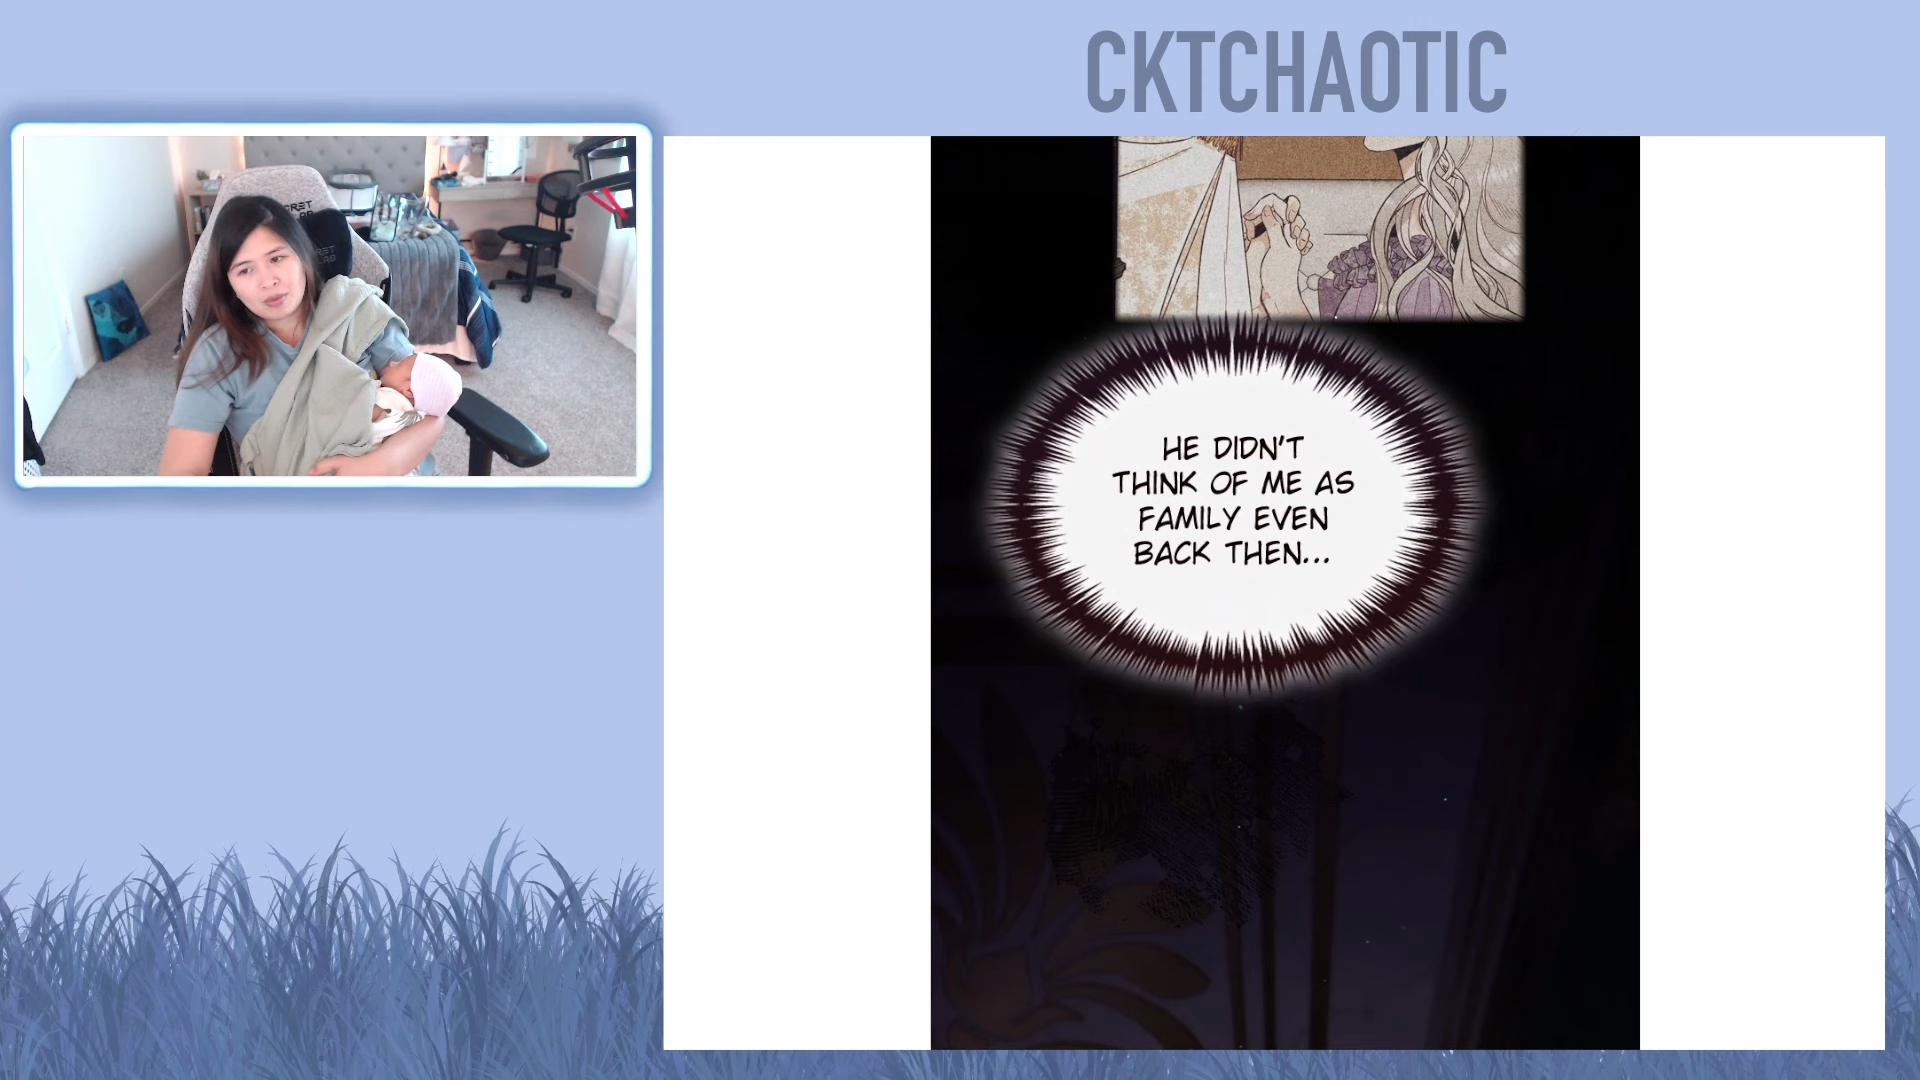 CKTCHAOTIC
HE DIDN'T
THINK OF ME AS
FAMILY EVEN
BACK THEN...